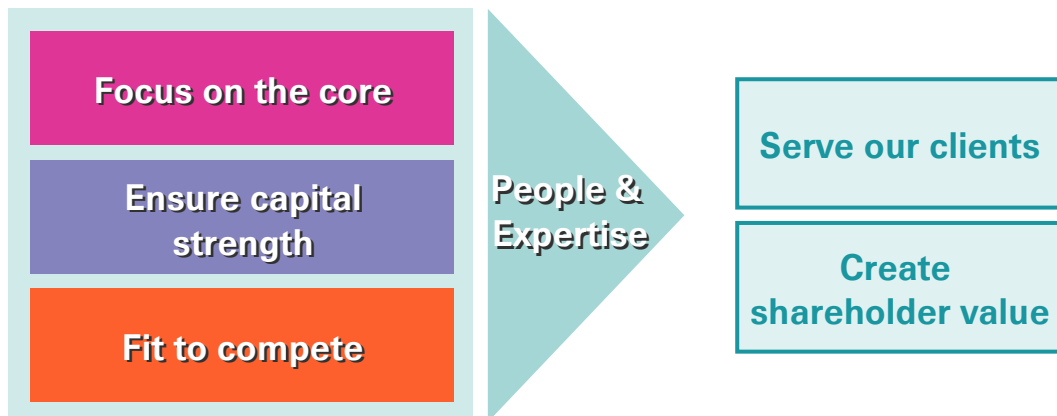 Focus on the core
Ensure capital
strength
Fit to compete
People &
Expertise
Serve our clients
Create
shareholder value